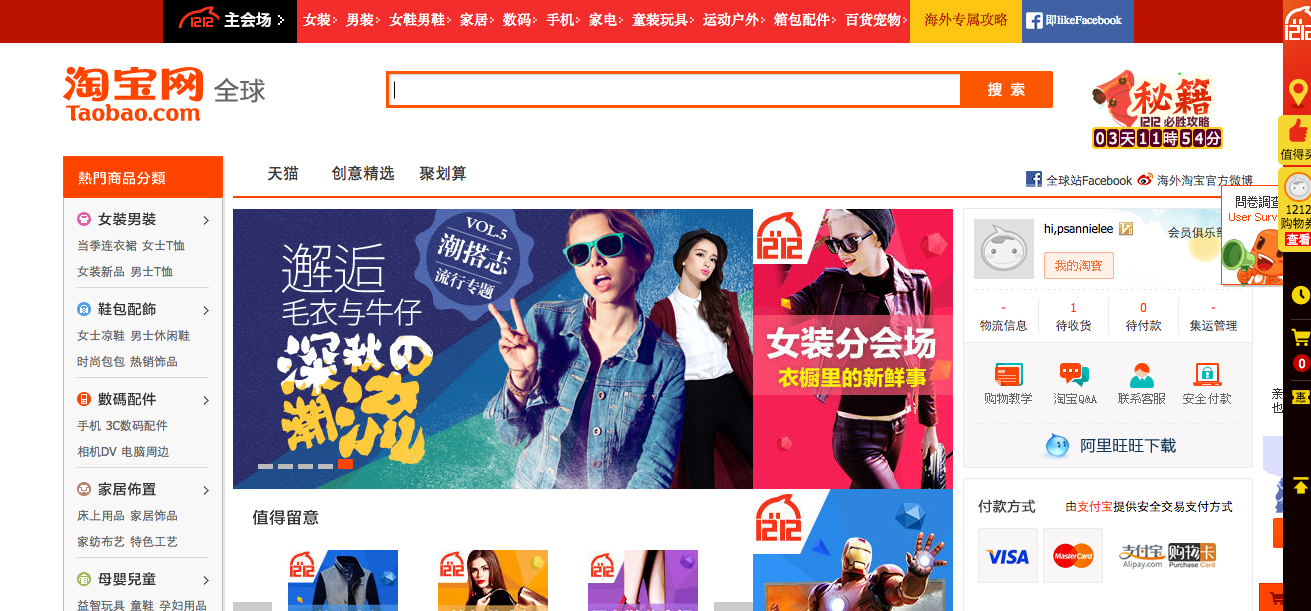 1212 主会场
女装 男装 女鞋男鞋 家居 数码 手机 家电 童装玩具 运动户外 箱包配件 百货宠物
海外专属攻略
即likeFacebook
1212
淘宝网 全球
Taobao.com
搜 索
秘籍
1212 必胜攻略
03天11時54分
值得买
熱門商品分類
天猫 创意精选 聚划算
全球站Facebook 海外淘宝官方微博
女装男裝
当季连衣裙 女士T恤
女装新品 男士T恤
鞋包配飾
女士凉鞋 男士休闲鞋
时尚包包 热销饰品
數碼配件
手机 3C数码配件
相机DV 电脑周边
家居佈置
床上用品 家居饰品
家纺布艺 特色工艺
母嬰兒童
益智玩具 童鞋 孕妇用品
VOL.5
潮搭志
流行专题
邂逅
毛衣与牛仔
深秋の
潮流
1212
女装分会场
衣橱里的新鲜事
hi,psannielee
会员俱乐部
我的淘寶
- 1 0 -
物流信息 待收货 待付款 集运管理
购物教学 淘宝Q&A 联系客服 安全付款
阿里旺旺下载
問卷調查
User Surv
1212
购物券
查看
0
惠
亲
也
值得留意
1212
1212
1212
1212
付款方式 由支付宝提供安全交易支付方式
VISA
MasterCard
支付宝 购物卡
Alipay.com Purchase Card